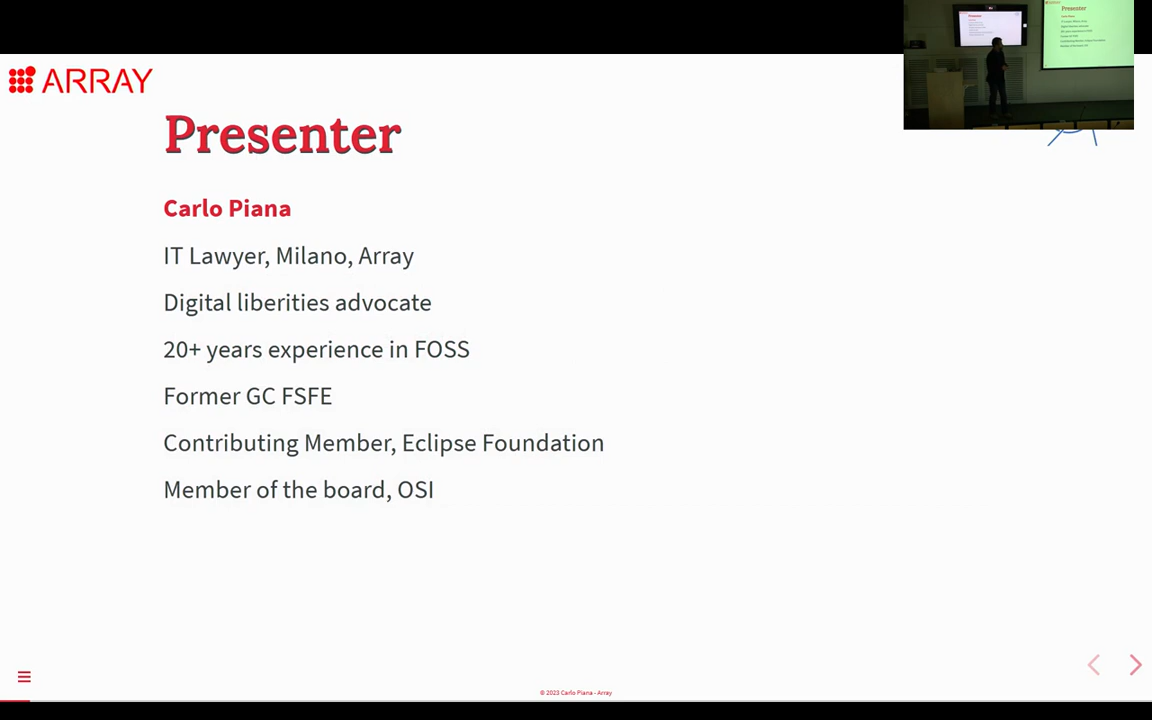 ARRAY
Presenter
Carlo Piana
IT Lawyer, Milano, Array
Digital liberities advocate
20+ years experience in FOSS
Former GC FSFE
Contributing Member, Eclipse Foundation
Member of the board, OSI
© 2023 Carlo Piana - Array